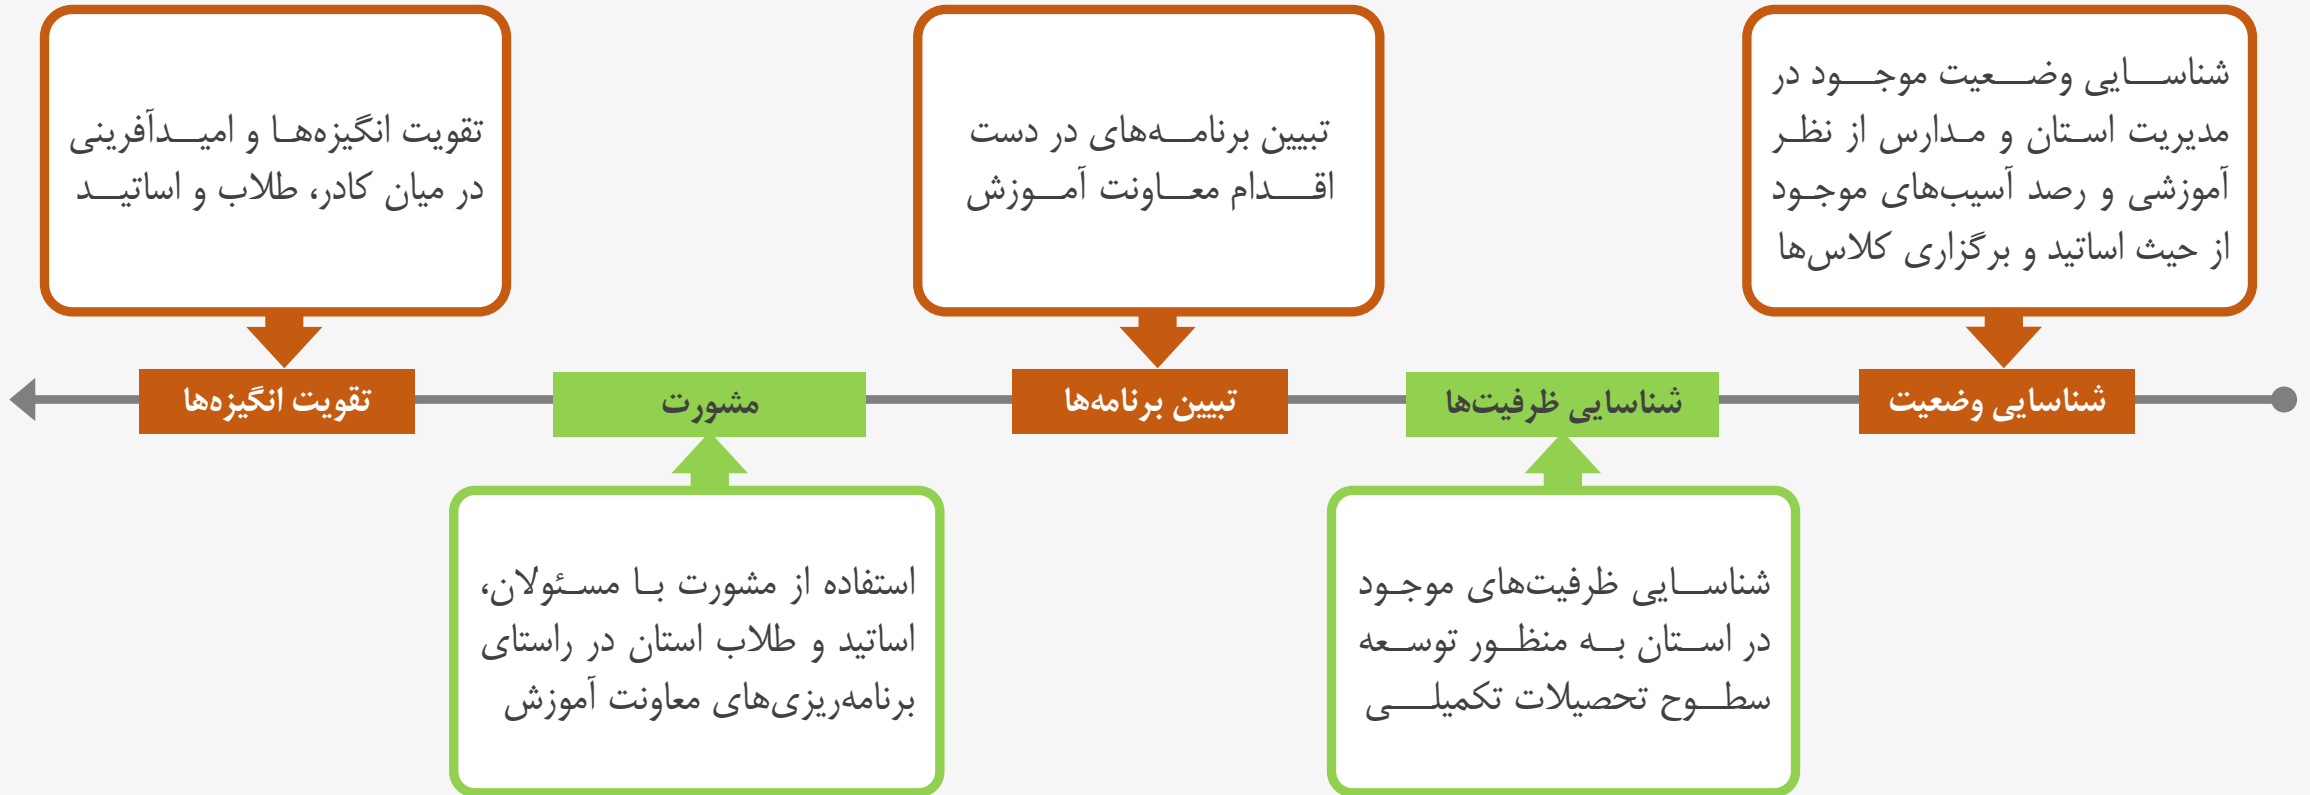 شناسایی وضعیت موجود در
مدیریت استان و مدارس از نظر
آموزشی و رصد آسیب‌های موجود
از حیث اساتید و برگزاری کلاس‌ها
شناسایی وضعیت
شناسایی ظرفیت‌ها
شناسایی ظرفیت‌های موجود
در استان به منظور توسعه
سطوح تحصیلات تکمیلی
تبیین برنامه‌های در دست
اقدام معاونت آموزش
تبیین برنامه‌ها
مشورت
استفاده از مشورت با مسئولان،
اساتید و طلاب استان در راستای
برنامه‌ریزی‌های معاونت آموزش
تقویت انگیزه‌ها و امیدآفرینی
در میان کادر، طلاب و اساتید
تقویت انگیزه‌ها